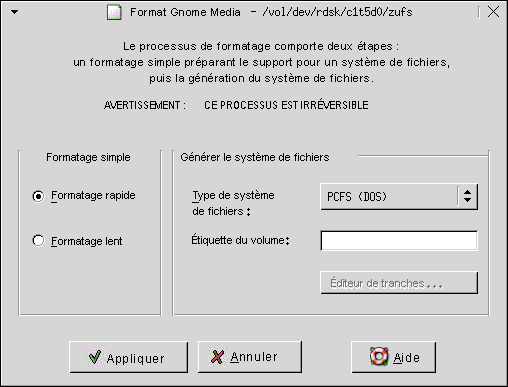 Format Gnome Media - /vol/dev/rdsk/c1t5d0/zufs
Le processus de formatage comporte deux étapes :
un formatage simple préparant le support pour un système de fichiers,
puis la génération du système de fichiers.
AVERTISSEMENT : CE PROCESSUS EST IRRÉVERSIBLE
Formatage simple
Formatage rapide
Formatage lent
Générer le système de fichiers
Type de système
de fichiers :
PCFS (DOS)
Étiquette du volume:
Éditeur de tranches ...
Appliquer
Annuler
Aide